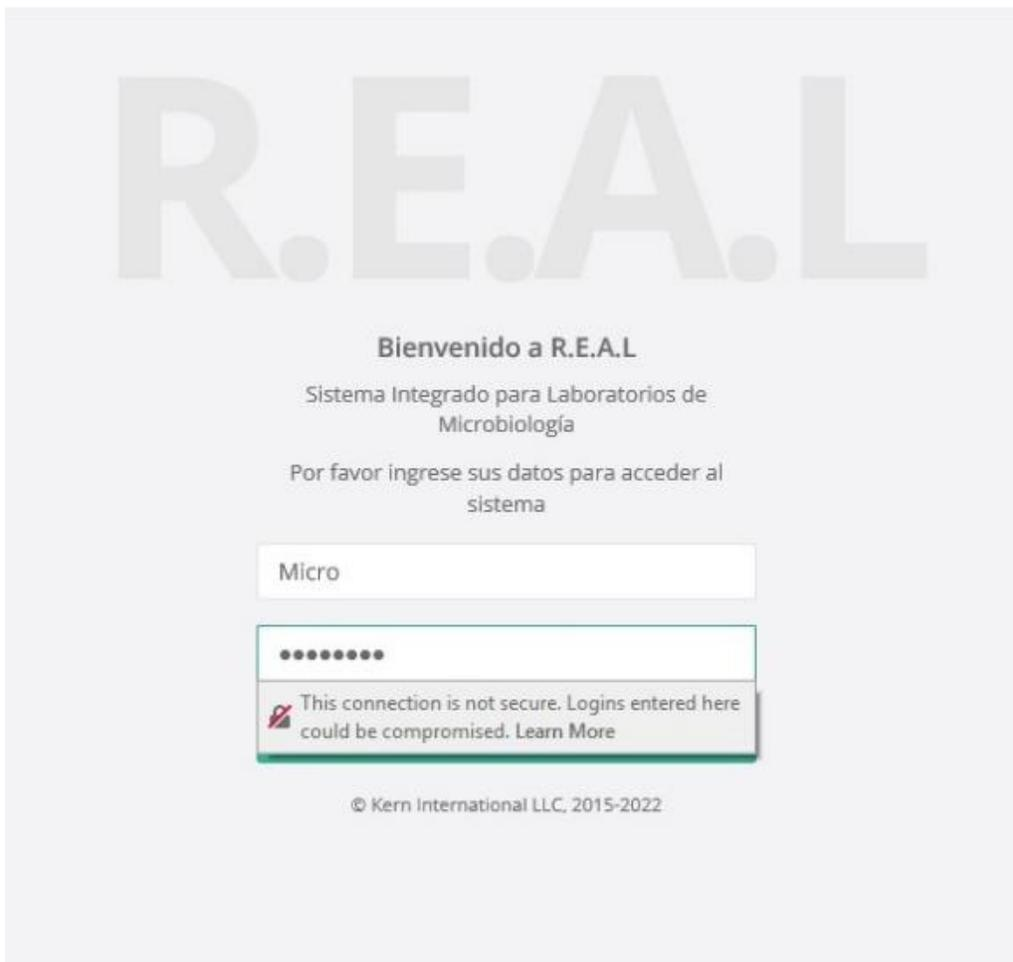 R.E.A.L
Bienvenido a R.E.A.L
Sistema Integrado para Laboratorios de
Microbiología
Por favor ingrese sus datos para acceder al
sistema
Micro
••••••••
This connection is not secure. Logins entered here
could be compromised. Learn More
© Kern International LLC, 2015-2022